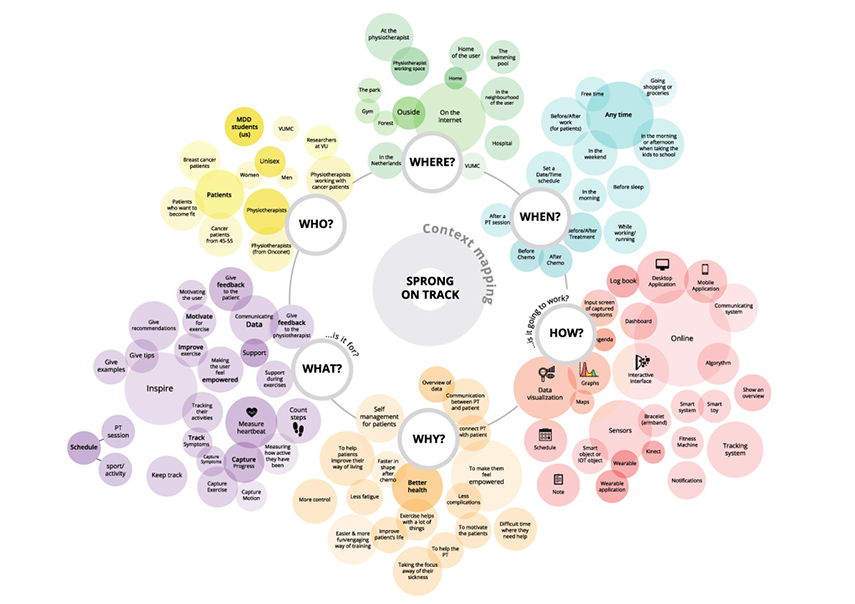 Context mapping
SPRONG
ON TRACK
WHERE?
At the
physiotherapist
Physiotherapist
working space
Home
of the user
The
swimming
pool
Home
The park
Gym
Forest
Ouside
On the
internet
In the
neighbourhood
of the user
Hospital
In the
Netherlands
VUMC
WHEN?
Free time
Going
shopping or
groceries
Before/After
work
(for patients)
Any time
In the
weekend
In the morning
or afternoon
when taking the
kids to school
Set a
Date/Time
schedule
In the
morning
Before sleep
After a
PT session
Before/After
Treatment
While
working/
running
Before
Chemo
After
Chemo
HOW?
...is it going to work?
Log book
Desktop
Application
Mobile
Application
Input screen
of captured
symptoms
Communicating
system
Dashboard
Online
Agenda
Interactive
interface
Algorythm
Data
visualization
Graphs
Maps
Show an
overview
Smart
system
Smart
toy
Bracelet
(armband)
Sensors
Schedule
Fitness
Machine
Tracking
system
Smart
object or
IOT object
Kinect
Wearable
Note
Wearable
application
Notifications
WHY?
Overview of
data
Communication
between PT
and patient
Self
management
for patients
connect PT
with patient
To help
patients
improve their
way of living
Faster in
shape
after
chemo
To make them
feel
empowered
Better
health
More control
Less fatigue
Less
complications
Exercise helps
with a lot of
things
Easier & more
fun/engaging
way of training
Improve
patient's life
To motivate
the patients
Difficult time
where they
need help
To help the
PT
Taking the focus
away of their
sickness
WHAT?
...is it for?
Give
feedback
to the
patient
Motivating
the user
Give
recommendations
Motivate
for
exercise
Communicating
Data
Give
feedback
to the
physiotherapist
Improve
exercise
Give tips
Support
Give
examples
Making
the user
feel
empowered
Support
during
exercises
Inspire
Tracking
their
activities
Measure
heartbeat
Count
steps
PT
session
Schedule
Track
Symptoms
Capture
Symptoms
Capture
Progress
Measuring
how active
they have
been
sport/
activity
Keep track
Capture
Exercise
Capture
Motion
WHO?
MDD
students
(us)
VUMC
Researchers
at VU
Breast cancer
patients
Unisex
Women
Men
Physiotherapists
working with
cancer patients
Patients
Patients
who want to
become fit
Physiotherapists
Cancer
patients
from 45-55
Physiotherapists
(from Onconet)